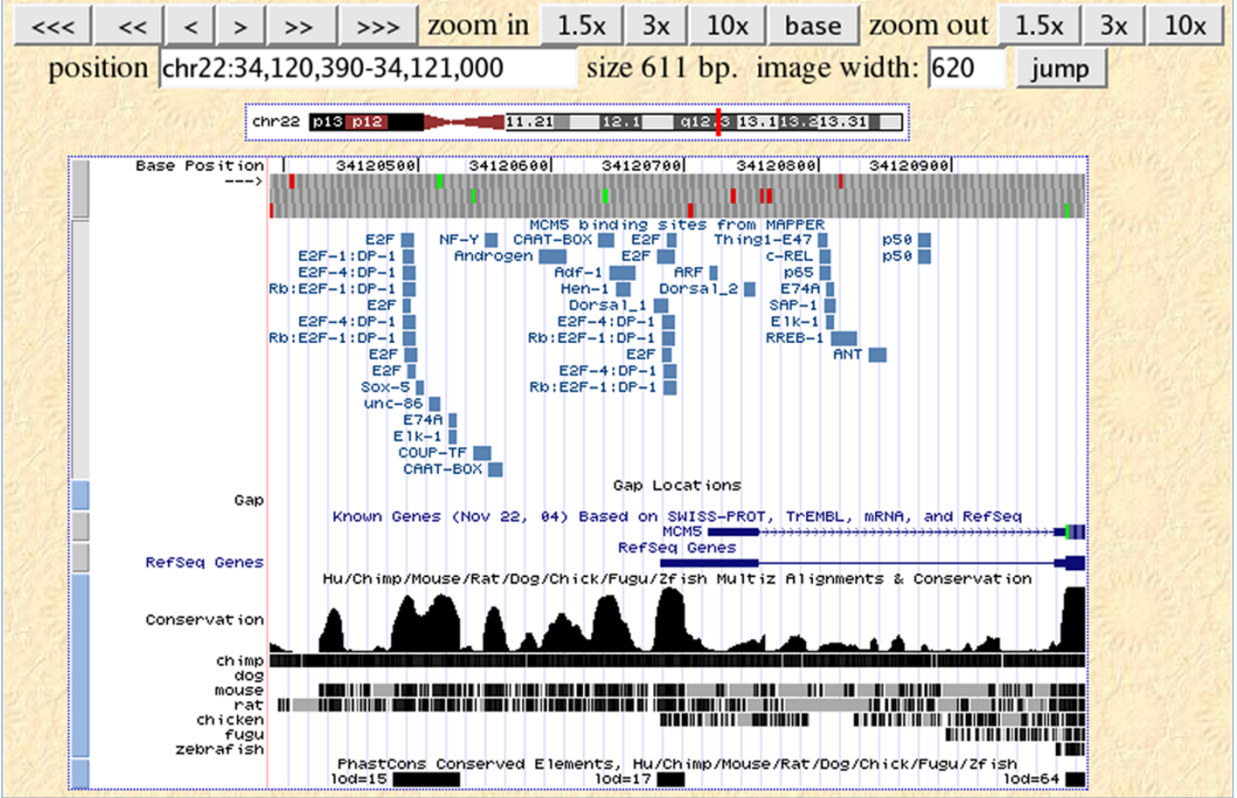 <<< << < > >> >>> zoom in 1.5x 3x 10x base zoom out 1.5x 3x 10x
position chr22:34,120,390-34,121,000 size 611 bp. image width: 620 jump
chr22 p13 p12 11.21 12.1 q12.3 13.1 13.2 13.31
Base Position 34120500 34120600 34120700 34120800 34120900
--->
MCM5 binding sites from MAPPER
E2F NF-Y CAAT-BOX E2F Thing1-E47 p50
E2F-1:DP-1 Androgen E2F c-REL p50
E2F-4:DP-1 Adf-1 ARF p65
Rb:E2F-1:DP-1 Hen-1 Dorsal_2 E74A
E2F Dorsal_1 SAP-1
E2F-4:DP-1 E2F-4:DP-1 Elk-1
Rb:E2F-1:DP-1 Rb:E2F-1:DP-1 RREB-1
E2F E2F ANT
E2F E2F-4:DP-1
Sox-5 Rb:E2F-1:DP-1
unc-86
E74A
Elk-1
COUP-TF
CAAT-BOX
Gap Locations
Gap
Known Genes (Nov 22, 04) Based on SWISS-PROT, TrEMBL, mRNA, and RefSeq
MCM5
RefSeq Genes
RefSeq Genes
Hu/Chimp/Mouse/Rat/Dog/Chick/Fugu/Zfish Multiz Alignments & Conservation
Conservation
chimp
dog
mouse
rat
chicken
fugu
zebrafish
PhastCons Conserved Elements, Hu/Chimp/Mouse/Rat/Dog/Chick/Fugu/Zfish
lod=15 lod=17 lod=64